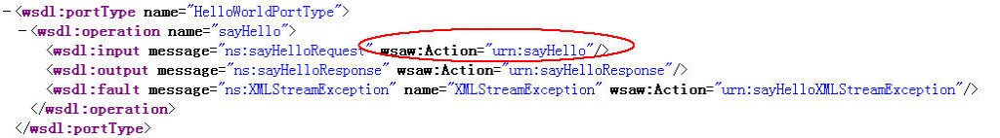 - <wsdl:portType name="HelloWorldPortType">
- <wsdl:operation name="sayHello">
<wsdl:input message="ns:sayHelloRequest" wsaw:Action="urn:sayHello"/>
<wsdl:output message="ns:sayHelloResponse" wsaw:Action="urn:sayHelloResponse"/>
<wsdl:fault message="ns:XMLStreamException" name="XMLStreamException" wsaw:Action="urn:sayHelloXMLStreamException"/>
</wsdl:operation>
</wsdl:portType>